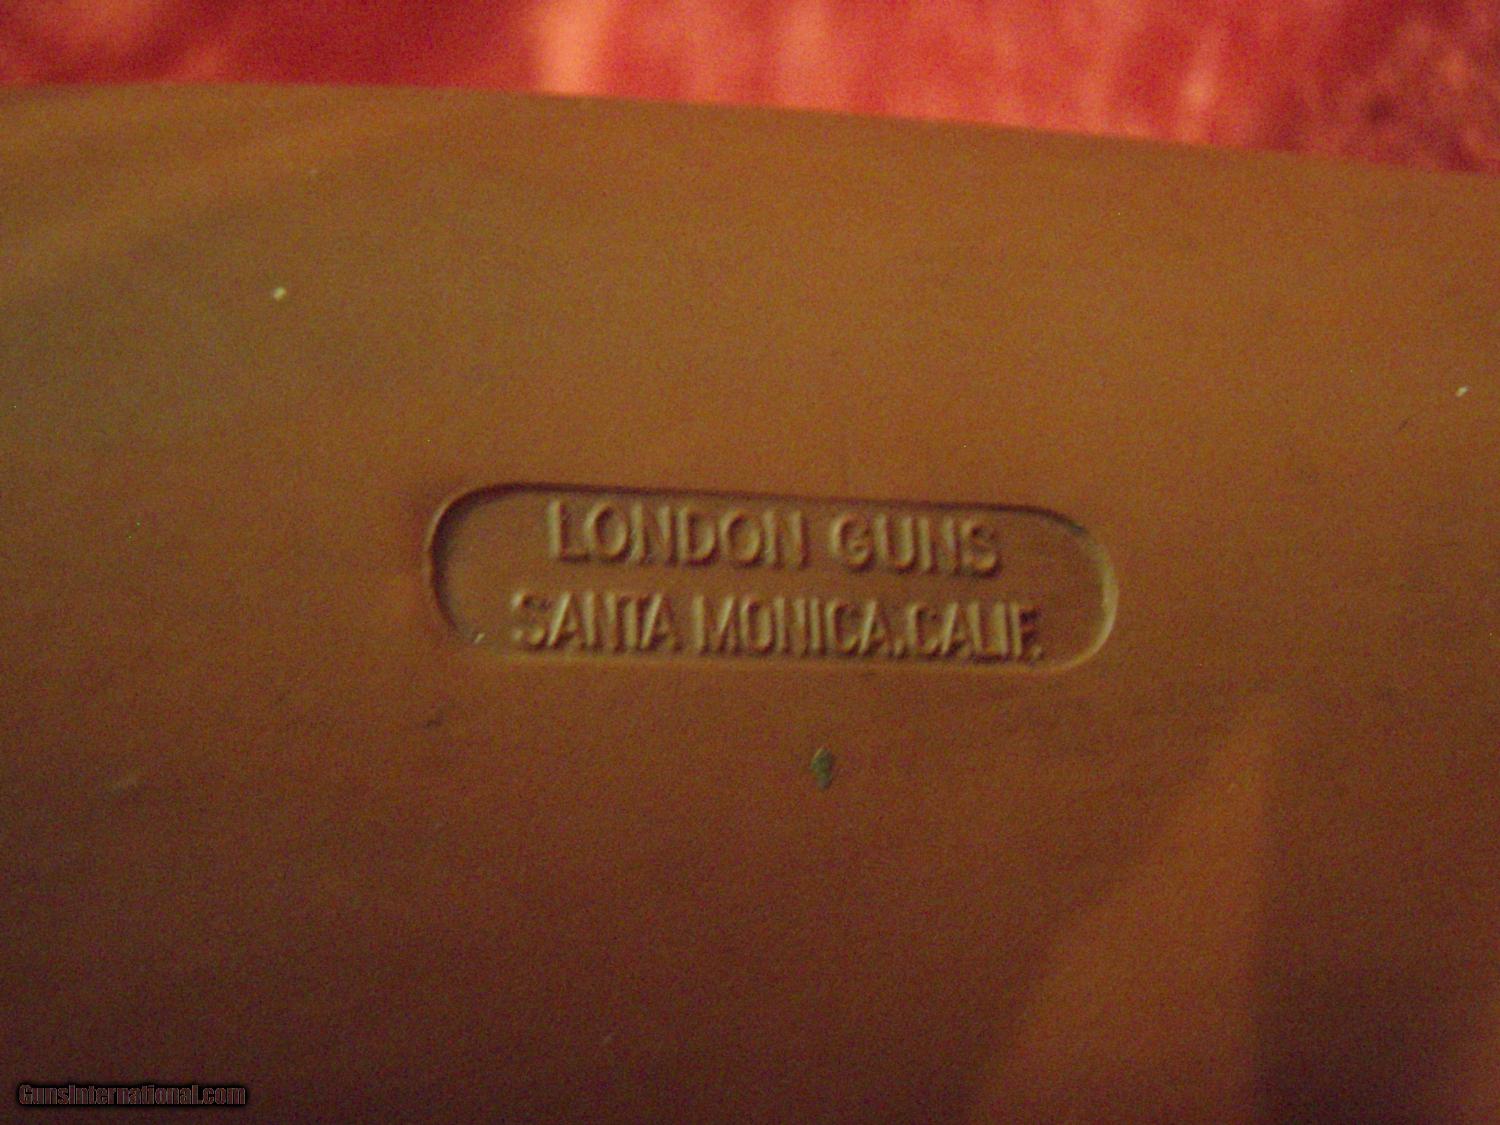 LONDON GUNS
SANTA MONICA, CALIF.
GunsInternational.com